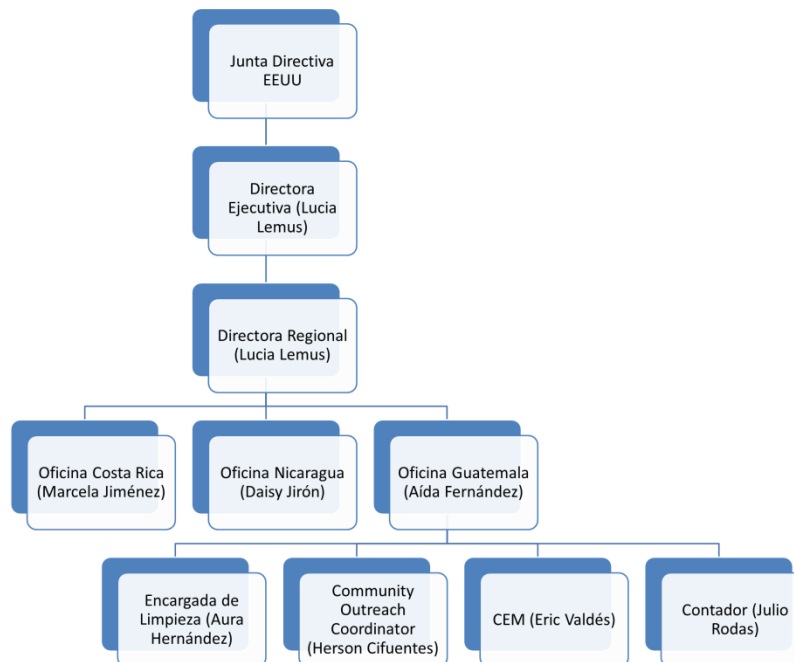 Junta Directiva
EEUU
Directora
Ejecutiva (Lucia
Lemus)
Directora Regional
(Lucia Lemus)
Oficina Costa Rica
(Marcela Jiménez)
Oficina Nicaragua
(Daisy Jirón)
Oficina Guatemala
(Aída Fernández)
Encargada de
Limpieza (Aura
Hernández)
Community
Outreach
Coordinator
(Herson Cifuentes)
CEM (Eric Valdés)
Contador (Julio
Rodas)